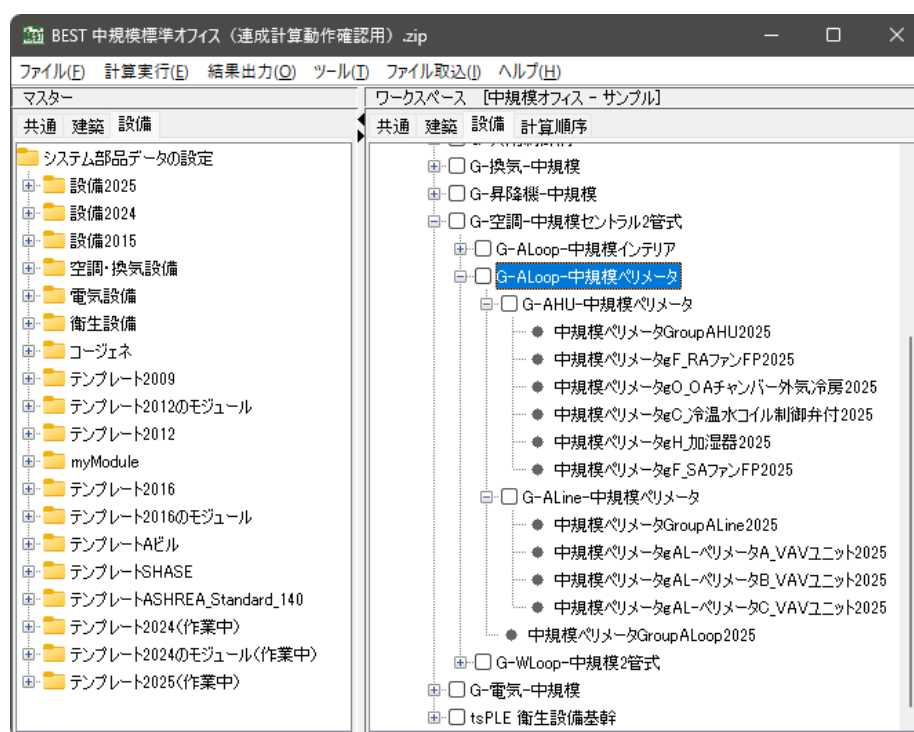 BEST 中規模標準オフィス（連成計算動作確認用）.zip
ファイル(F) 計算実行(E) 結果出力(O) ツール(T) ファイル取込(I) ヘルプ(H)
マスター
共通 建築 設備
システム部品データの設定
設備2025
設備2024
設備2015
空調・換気設備
電気設備
衛生設備
コージェネ
テンプレート2009
テンプレート2012のモジュール
テンプレート2012
myModule
テンプレート2016
テンプレート2016のモジュール
テンプレートAビル
テンプレートSHASE
テンプレートASHREA_Standard_140
テンプレート2024(作業中)
テンプレート2024のモジュール(作業中)
テンプレート2025(作業中)
ワークスペース [中規模オフィス - サンプル]
共通 建築 設備 計算順序
G-換気-中規模
G-昇降機-中規模
G-空調-中規模セントラル2管式
G-ALoop-中規模インテリア
G-ALoop-中規模ペリメータ
G-AHU-中規模ペリメータ
中規模ペリメータGroupAHU2025
中規模ペリメータgF_RAファンFP2025
中規模ペリメータgO_OAチャンバー外気冷房2025
中規模ペリメータgC_冷温水コイル制御弁付2025
中規模ペリメータgH_加湿器2025
中規模ペリメータgF_SAファンFP2025
G-ALine-中規模ペリメータ
中規模ペリメータGroupALine2025
中規模ペリメータgAL-ペリメータA_VAVユニット2025
中規模ペリメータgAL-ペリメータB_VAVユニット2025
中規模ペリメータgAL-ペリメータC_VAVユニット2025
中規模ペリメータGroupALoop2025
G-WLoop-中規模2管式
G-電気-中規模
tsPLE 衛生設備基幹